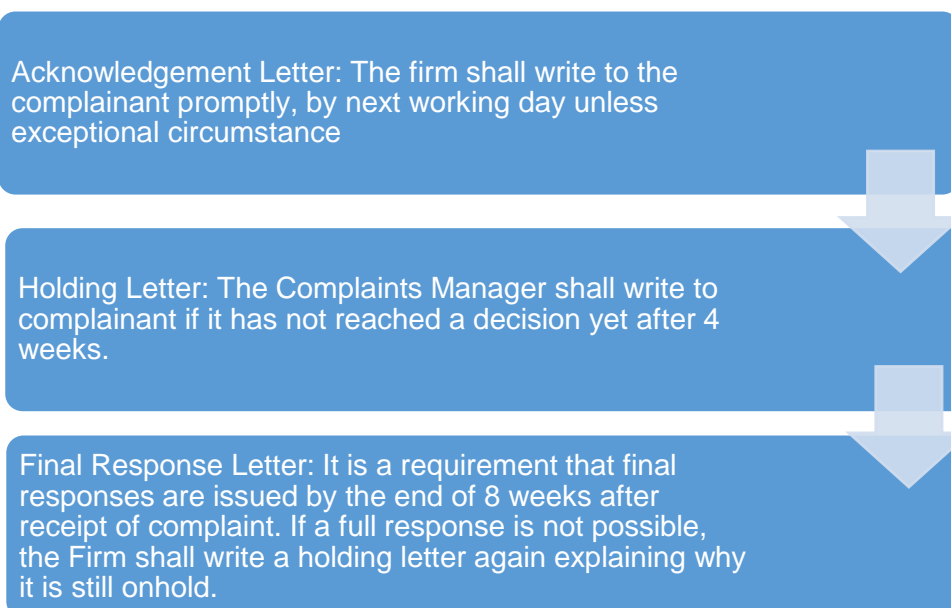 Acknowledgement Letter: The firm shall write to the
complainant promptly, by next working day unless
exceptional circumstance
Holding Letter: The Complaints Manager shall write to
complainant if it has not reached a decision yet after 4
weeks.
Final Response Letter: It is a requirement that final
responses are issued by the end of 8 weeks after
receipt of complaint. If a full response is not possible,
the Firm shall write a holding letter again explaining why
it is still onhold.